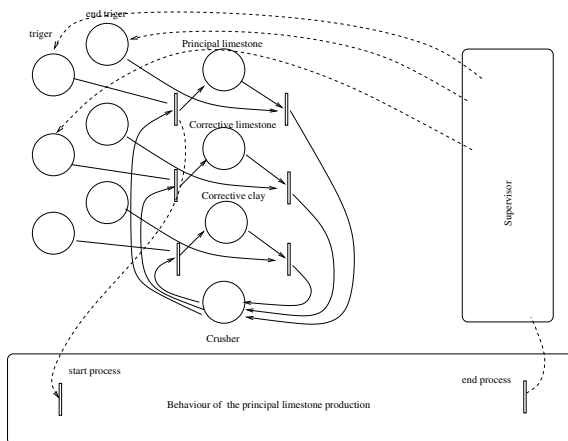 end triger
triger
Principal limestone
Corrective limestone
Corrective clay
Supervisor
Crusher
start process
end process
Behaviour of the principal limestone production